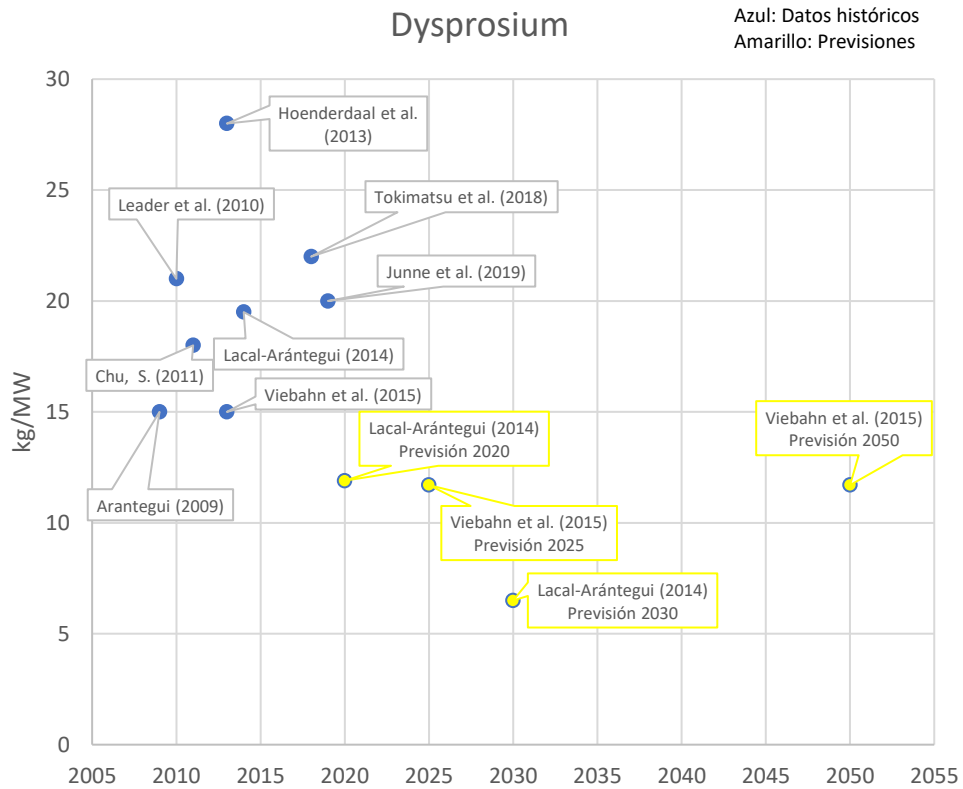 Dysprosium
Azul: Datos históricos
Amarillo: Previsiones
kg/MW
30
25
20
15
10
5
0
Hoenderdaal et al.
(2013)
Leader et al. (2010)
Tokimatsu et al. (2018)
Junne et al. (2019)
Lacal-Arántegui (2014)
Chu,  S. (2011)
Viebahn et al. (2015)
Arantegui (2009)
Lacal-Arántegui (2014)
Previsión 2020
Viebahn et al. (2015)
Previsión 2050
Viebahn et al. (2015)
Previsión 2025
Lacal-Arántegui (2014)
Previsión 2030
2005 2010 2015 2020 2025 2030 2035 2040 2045 2050 2055